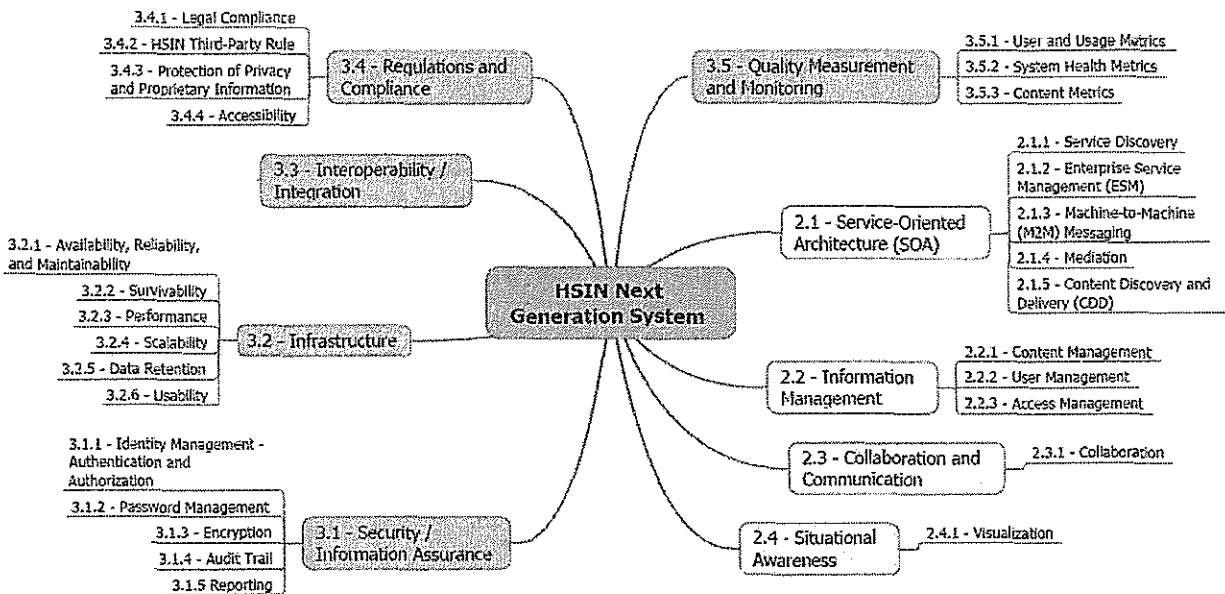 3.4.1 - Legal Compliance
3.4.2 - HSIN Third-Party Rule
3.4.3 - Protection of Privacy
and Proprietary Information
3.4.4 - Accessibility
3.4 - Regulations and
Compliance
3.3 - Interoperability /
Integration
3.2.1 - Availability, Reliability,
and Maintainability
3.2.2 - Survivability
3.2.3 - Performance
3.2.4 - Scalability
3.2.5 - Data Retention
3.2.6 - Usability
3.2 - Infrastructure
3.1.1 - Identity Management -
Authentication and
Authorization
3.1.2 - Password Management
3.1.3 - Encryption
3.1.4 - Audit Trail
3.1.5 Reporting
3.1 - Security /
Information Assurance
HSIN Next
Generation System
3.5 - Quality Measurement
and Monitoring
3.5.1 - User and Usage Metrics
3.5.2 - System Health Metrics
3.5.3 - Content Metrics
2.1 - Service-Oriented
Architecture (SOA)
2.1.1 - Service Discovery
2.1.2 - Enterprise Service
Management (ESM)
2.1.3 - Machine-to-Machine
(M2M) Messaging
2.1.4 - Mediation
2.1.5 - Content Discovery and
Delivery (CDD)
2.2 - Information
Management
2.2.1 - Content Management
2.2.2 - User Management
2.2.3 - Access Management
2.3 - Collaboration and
Communication
2.3.1 - Collaboration
2.4 - Situational
Awareness
2.4.1 - Visualization